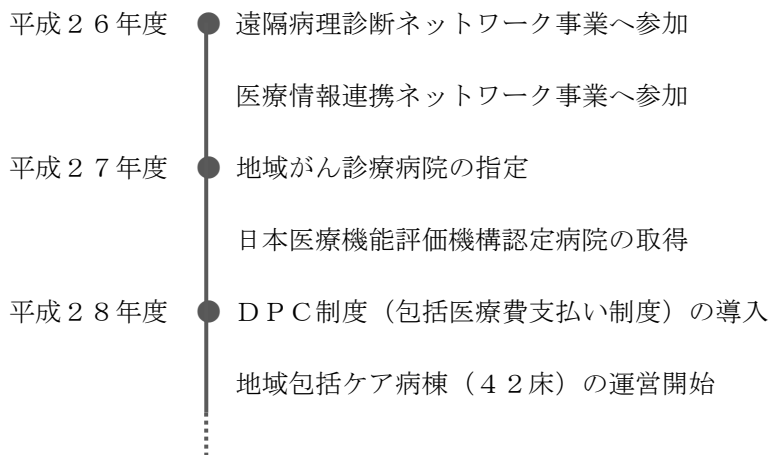 平成２６年度 遠隔病理診断ネットワーク事業へ参加
医療情報連携ネットワーク事業へ参加
平成２７年度 地域がん診療病院の指定
日本医療機能評価機構認定病院の取得
平成２８年度 ＤＰＣ制度（包括医療費支払い制度）の導入
地域包括ケア病棟（４２床）の運営開始